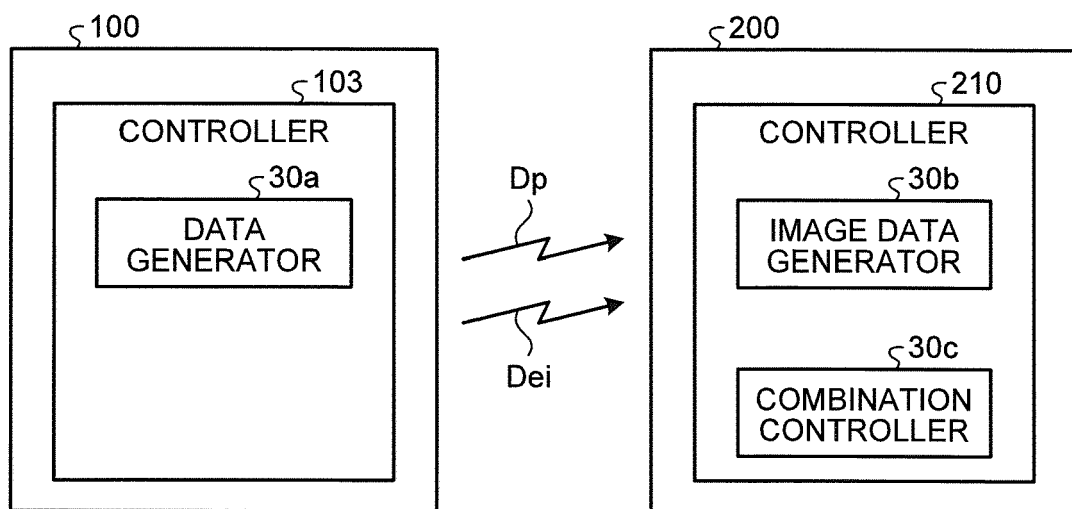 100
103
CONTROLLER
30a
DATA
GENERATOR
Dp
Dei
200
210
CONTROLLER
30b
IMAGE DATA
GENERATOR
30c
COMBINATION
CONTROLLER